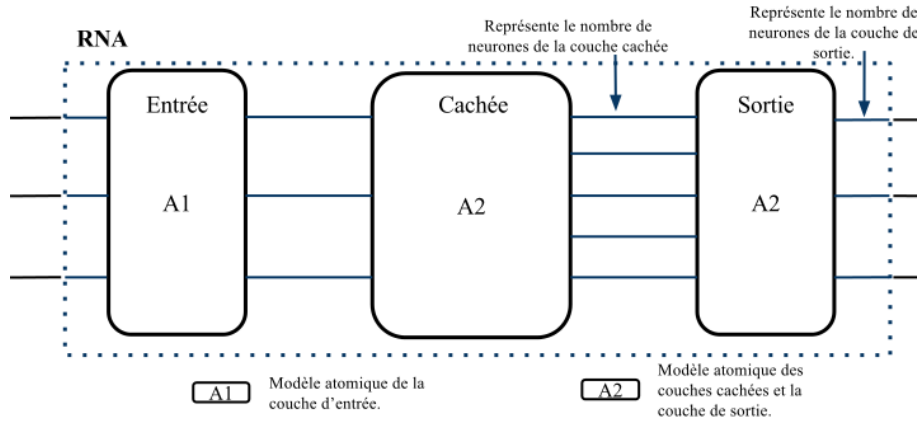 Représente le nombre de
neurones de la couche cachée
Représente le nombre de
neurones de la couche de
sortie.
RNA
Entrée
Cachée
Sortie
A1
A2
A2
A1
Modèle atomique de la
couche d'entrée.
A2
Modèle atomique des
couches cachées et la
couche de sortie.